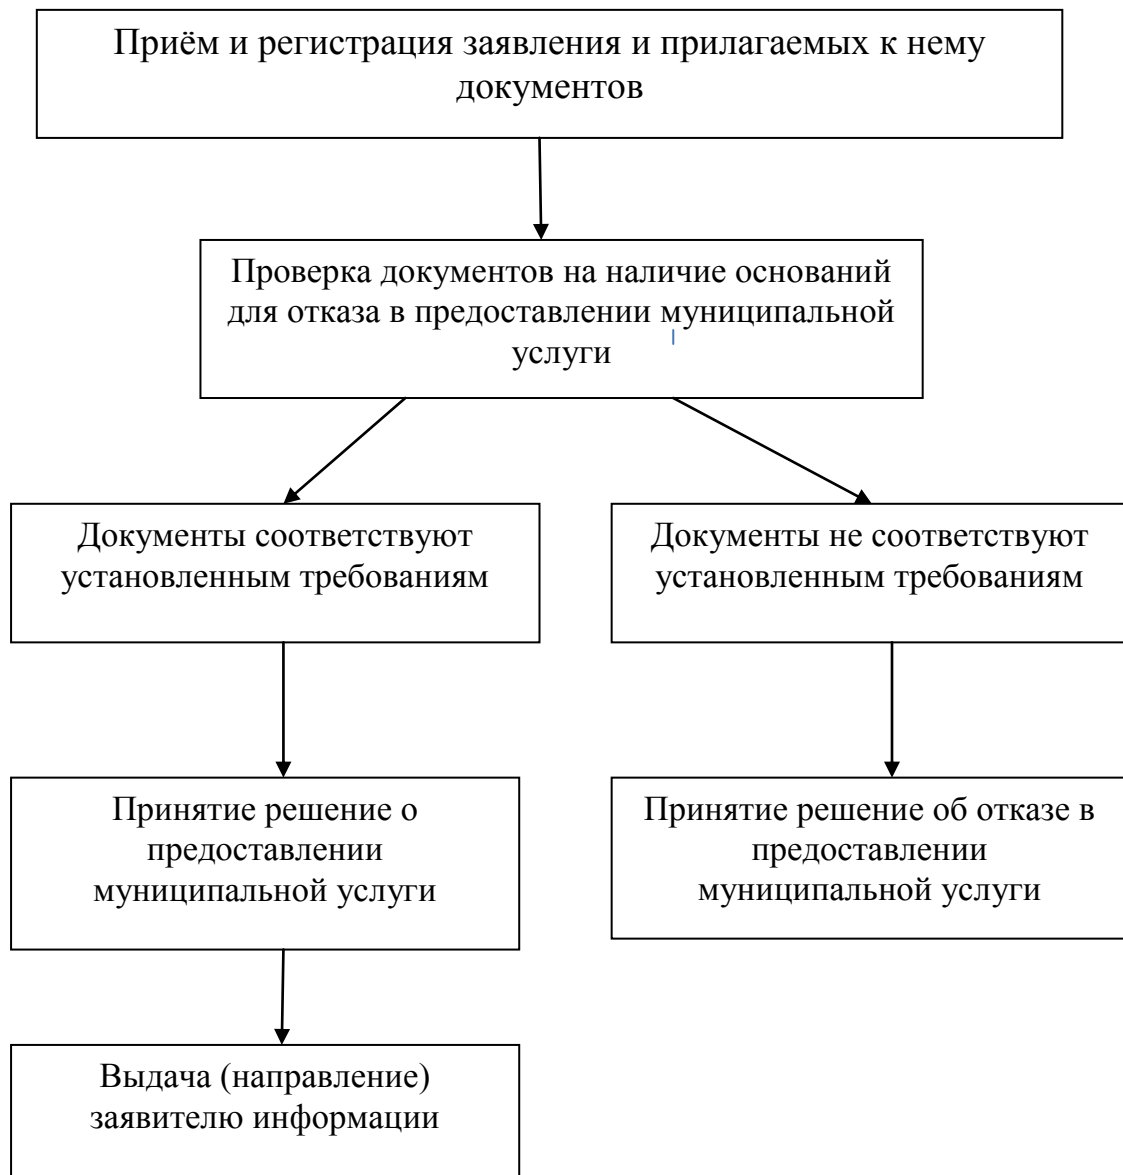 Приём и регистрация заявления и прилагаемых к нему
документов
Проверка документов на наличие оснований
для отказа в предоставлении муниципальной
услуги
Документы соответствуют
установленным требованиям
Документы не соответствуют
установленным требованиям
Принятие решение о
предоставлении
муниципальной услуги
Принятие решение об отказе в
предоставлении
муниципальной услуги
Выдача (направление)
заявителю информации